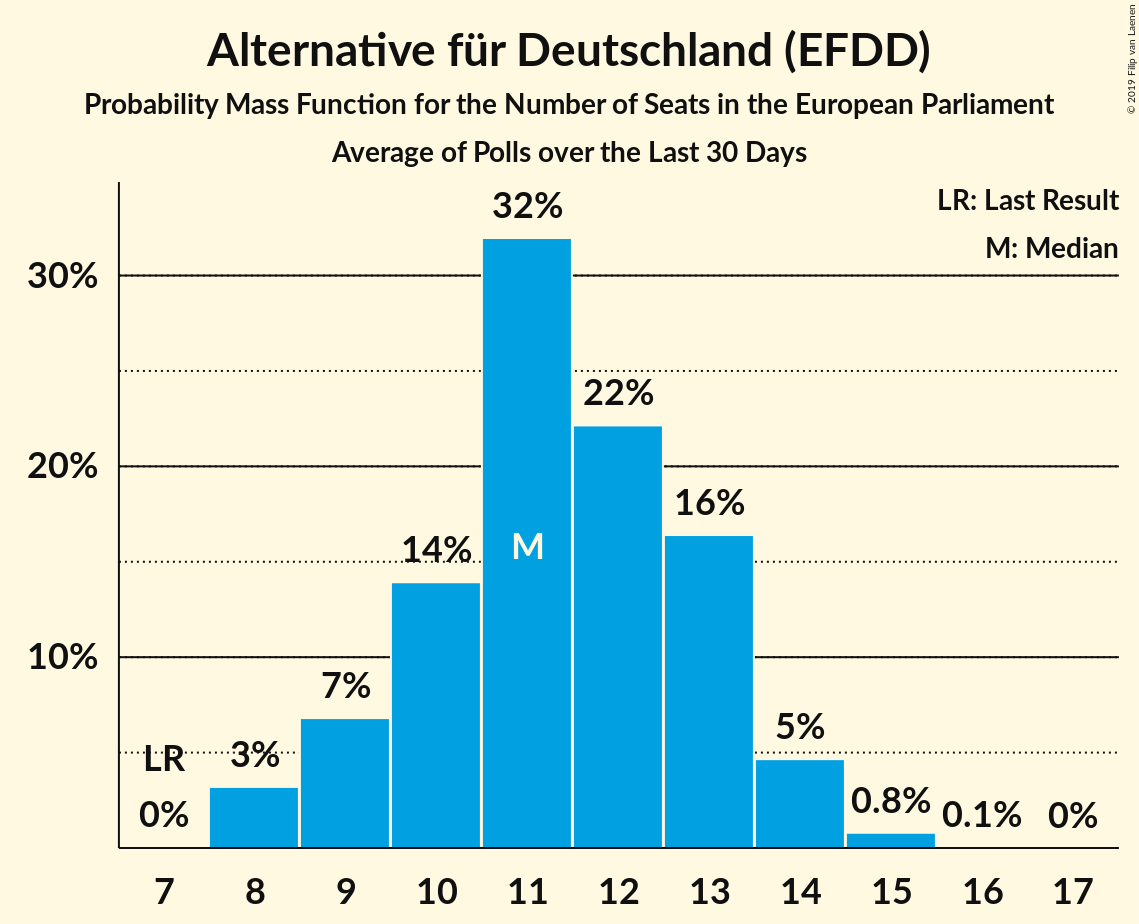 Alternative für Deutschland (EFDD)
Probability Mass Function for the Number of Seats in the European Parliament
Average of Polls over the Last 30 Days
© 2019 Filip van Laenen
LR: Last Result
M: Median
32%
30%
22%
20%
16%
14%
M
10%
7%
5%
LR
3%
0.8%
0%
0.1%
0%
7 8 9 10 11 12 13 14 15 16 17